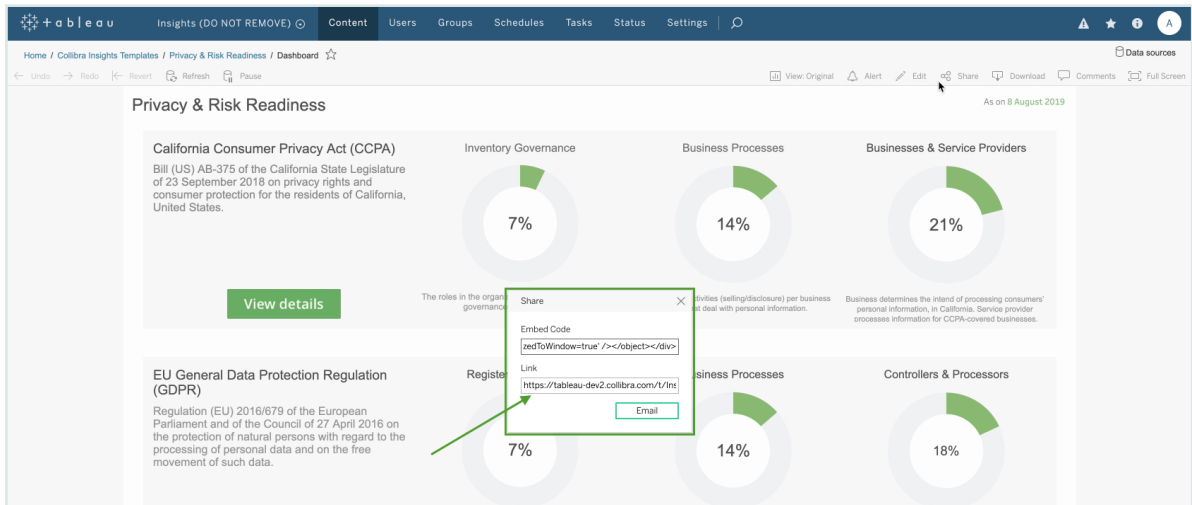 + a b | e a u
Insights (DO NOT REMOVE)
Content
Users
Groups
Schedules
Tasks
Status
Settings
A
Home / Collibra Insights Templates / Privacy & Risk Readiness / Dashboard
Data sources
Undo
Redo
Revert
Refresh
Pause
View: Original
Alert
Edit
Share
Download
Comments
Full Screen
Privacy & Risk Readiness
As on 8 August 2019
California Consumer Privacy Act (CCPA)
Bill (US) AB-375 of the California State Legislature
of 23 September 2018 on privacy rights and
consumer protection for the residents of California,
United States.
View details
Inventory Governance
7%
The roles in the organ
governance
Business Processes
14%
tivities (selling/disclosure) per business
at deal with personal information.
Businesses & Service Providers
21%
Business determines the intend of processing consumers'
personal information, in California. Service provider
processes information for CCPA-covered businesses.
Share
Embed Code
zedToWindow=true' /></object></div>
Link
https://tableau-dev2.collibra.com/t/Ins
Email
EU General Data Protection Regulation
(GDPR)
Regulation (EU) 2016/679 of the European
Parliament and of the Council of 27 April 2016 on
the protection of natural persons with regard to the
processing of personal data and on the free
movement of such data.
Registe
7%
siness Processes
14%
Controllers & Processors
18%